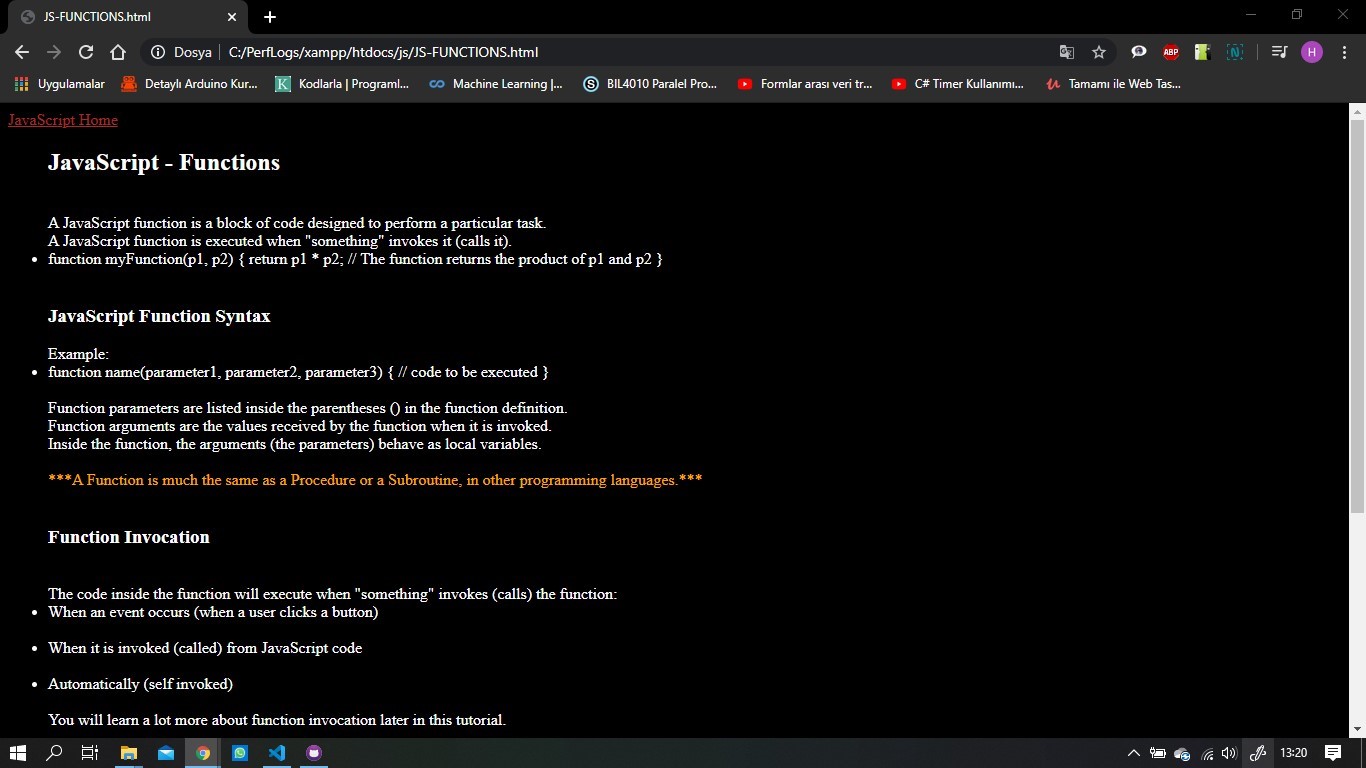 JS-FUNCTIONS.html
Dosya | C:/PerfLogs/xampp/htdocs/js/JS-FUNCTIONS.html
ABP
N
H
Uygulamalar
Detaylı Arduino Kur...
K Kodlarla | Programl...
Machine Learning |...
S BIL4010 Paralel Pro...
Formlar arası veri tr...
C# Timer Kullanımı...
Tamamı ile Web Tas...
JavaScript Home
JavaScript - Functions
A JavaScript function is a block of code designed to perform a particular task.
A JavaScript function is executed when "something" invokes it (calls it).
• function myFunction(p1, p2) { return p1 * p2; // The function returns the product of p1 and p2 }
JavaScript Function Syntax
Example:
• function name(parameter1, parameter2, parameter3) { // code to be executed }
Function parameters are listed inside the parentheses () in the function definition.
Function arguments are the values received by the function when it is invoked.
Inside the function, the arguments (the parameters) behave as local variables.
***A Function is much the same as a Procedure or a Subroutine, in other programming languages.***
Function Invocation
The code inside the function will execute when "something" invokes (calls) the function:
• When an event occurs (when a user clicks a button)
• When it is invoked (called) from JavaScript code
• Automatically (self invoked)
You will learn a lot more about function invocation later in this tutorial.
13:20